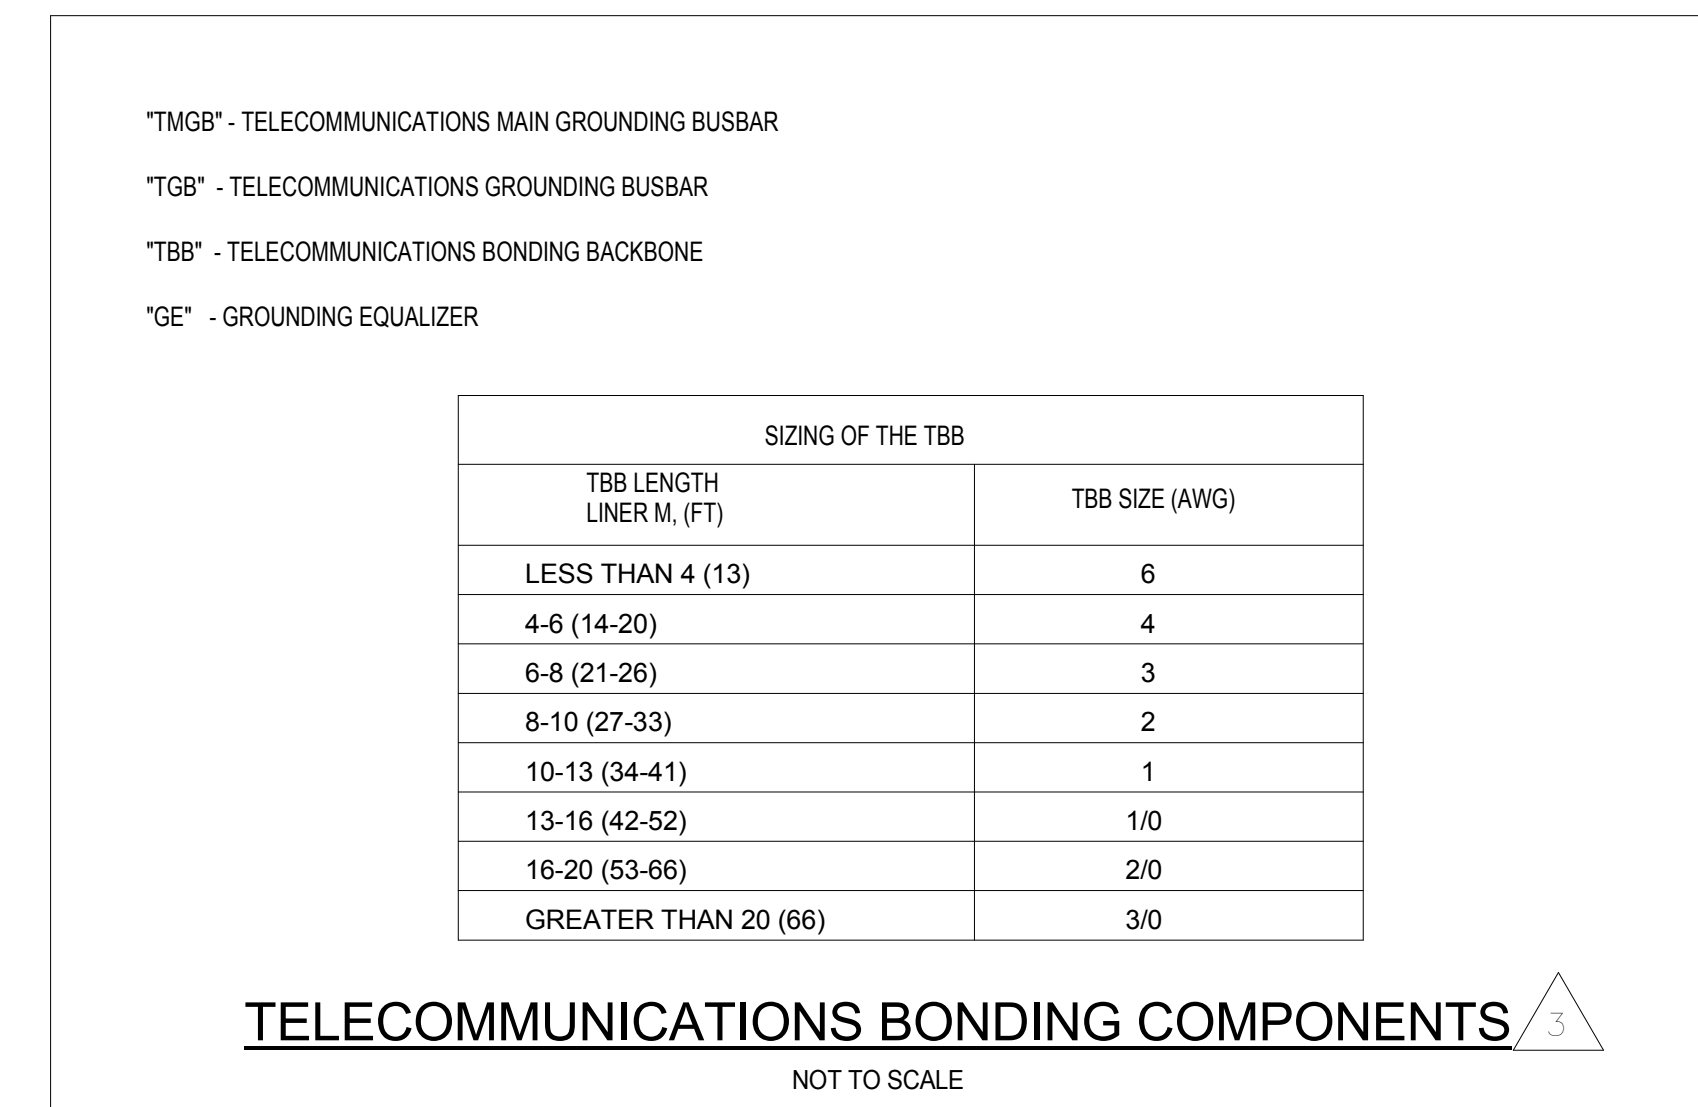 "TMGB" - TELECOMMUNICATIONS MAIN GROUNDING BUSBAR
"TGB" - TELECOMMUNICATIONS GROUNDING BUSBAR
"TBB" - TELECOMMUNICATIONS BONDING BACKBONE
"GE" - GROUNDING EQUALIZER
SIZING OF THE TBB
TBB LENGTH
LINER M, (FT)
TBB SIZE (AWG)
LESS THAN 4 (13) 6
4-6 (14-20) 4
6-8 (21-26) 3
8-10 (27-33) 2
10-13 (34-41) 1
13-16 (42-52) 1/0
16-20 (53-66) 2/0
GREATER THAN 20 (66) 3/0
TELECOMMUNICATIONS BONDING COMPONENTS 3
NOT TO SCALE